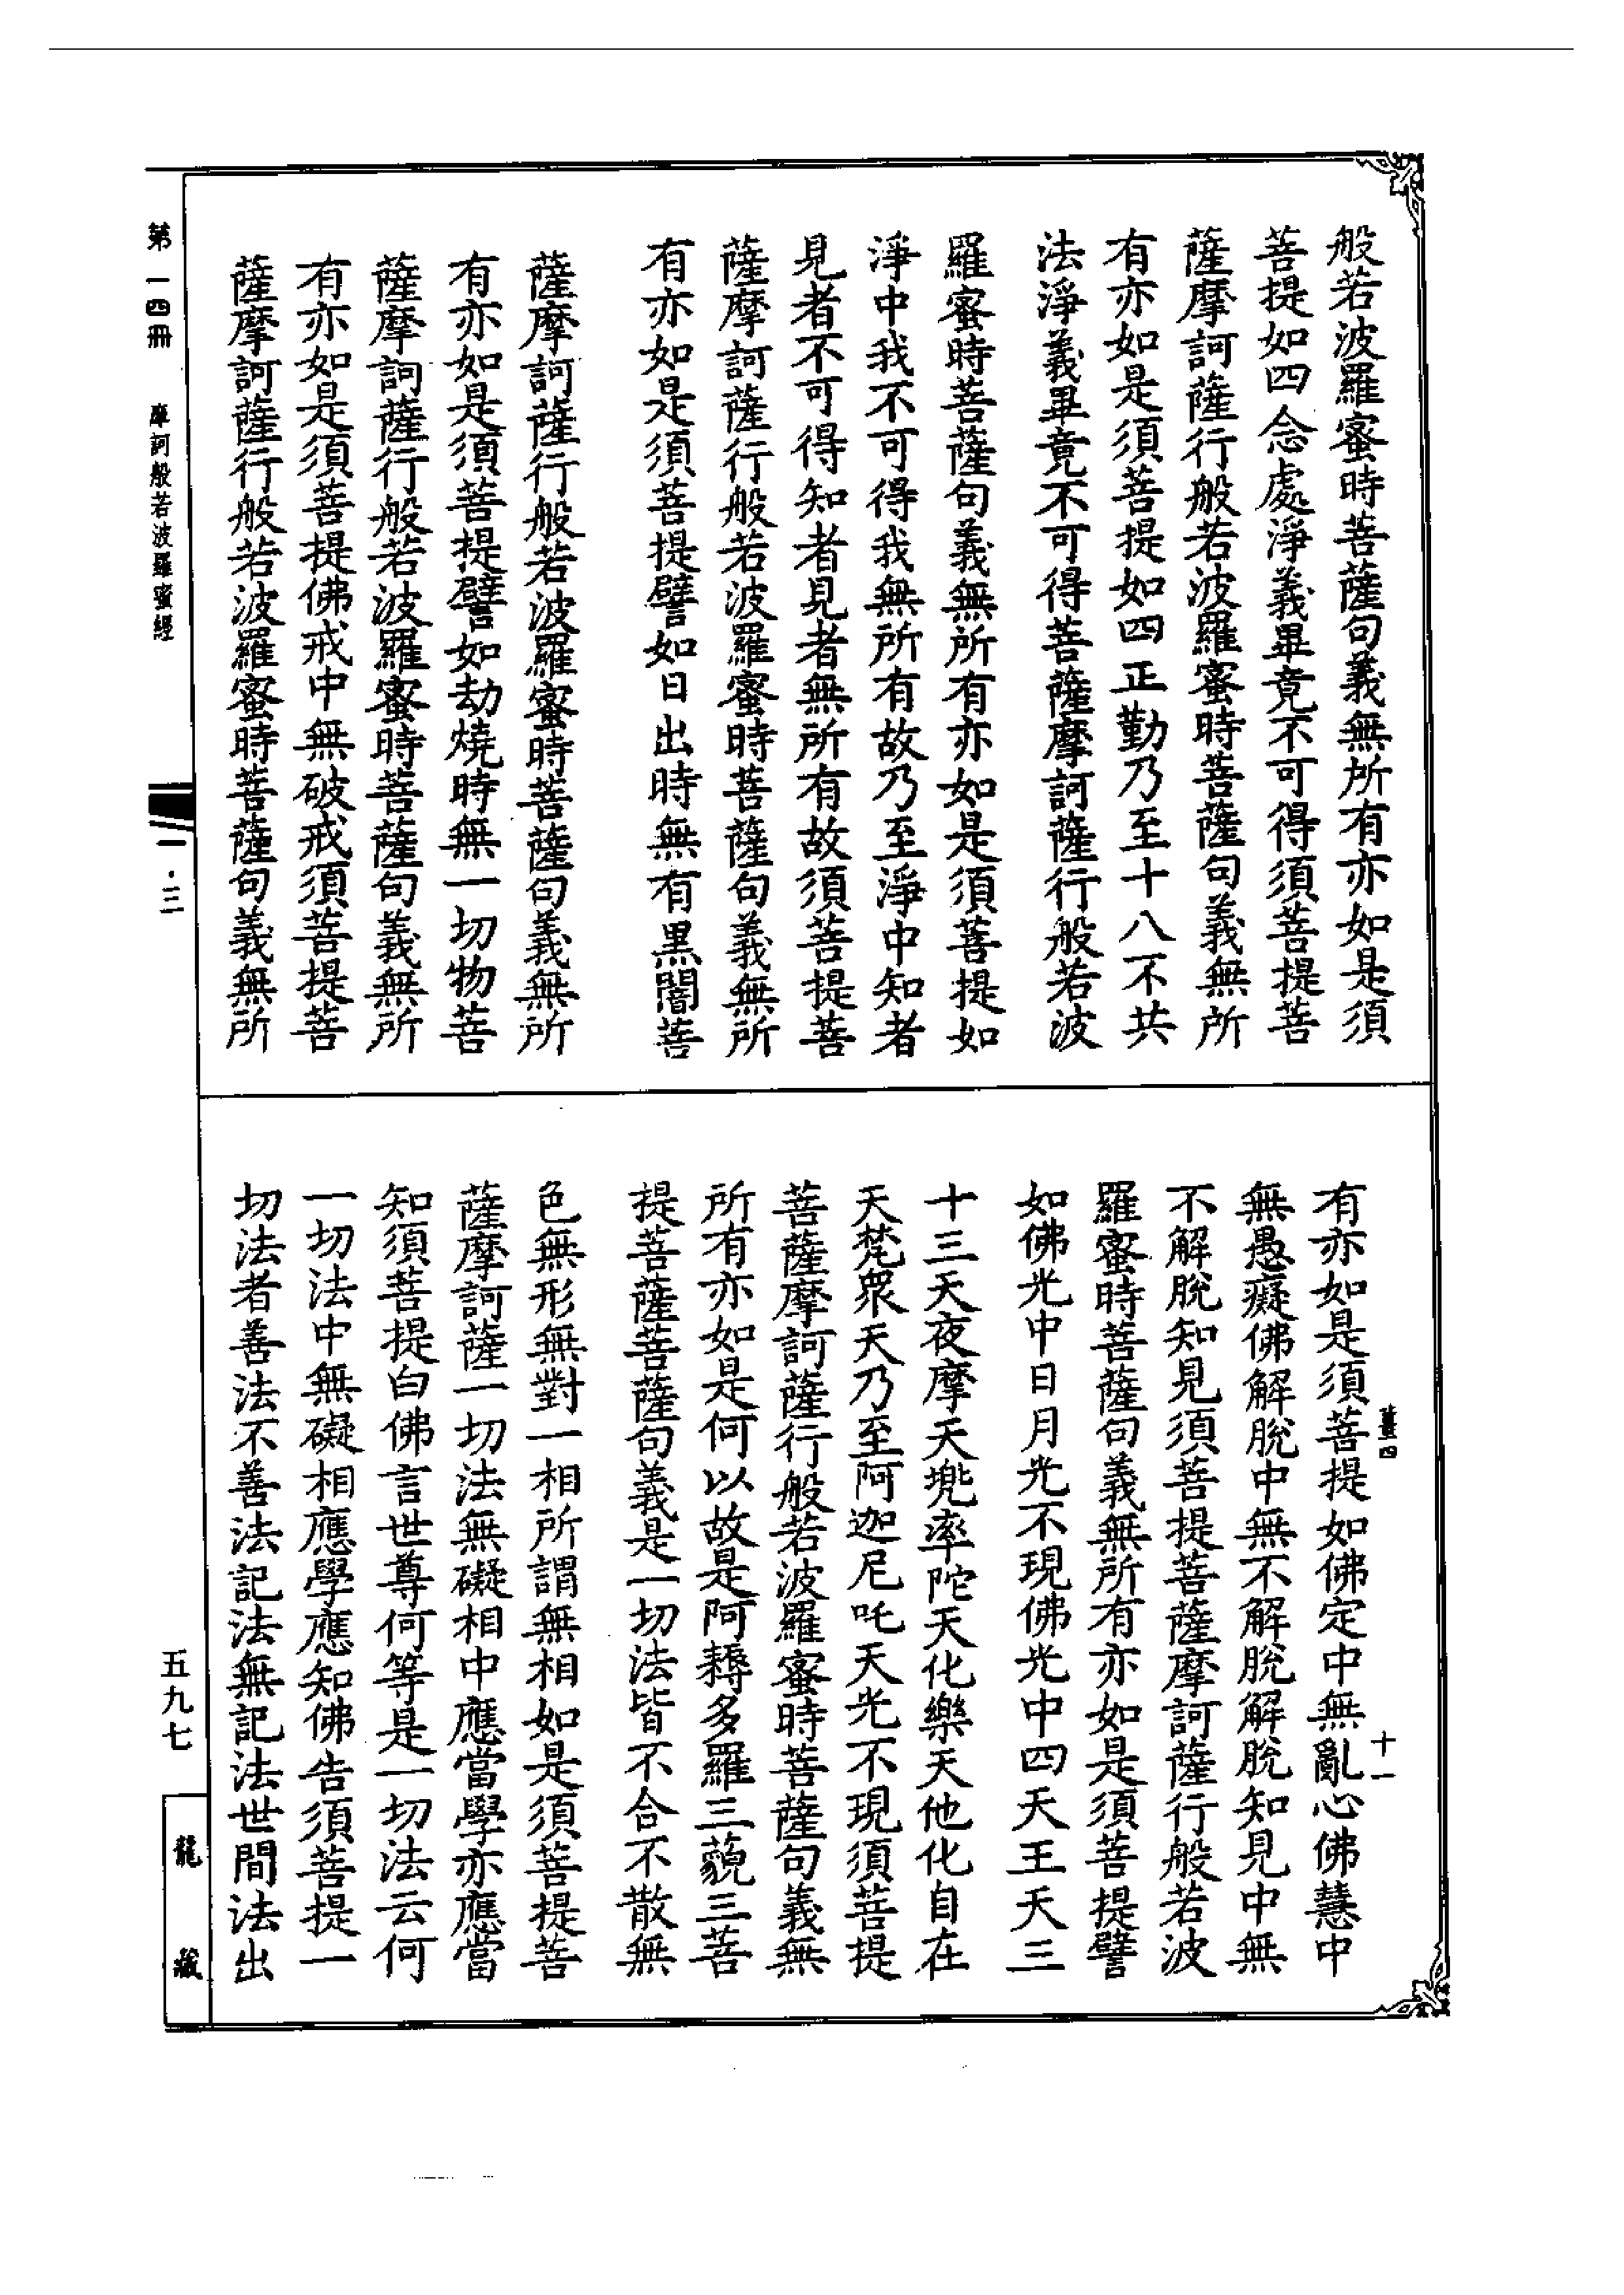 般若波羅蜜時菩薩句義無所有亦如是須
菩提如四念處淨義畢竟不可得須菩提菩
薩摩訶薩行般若波羅蜜時菩薩句義無所
有亦如是須菩提如四正勤乃至十八不共
法淨義畢竟不可得菩薩摩訶薩行般若波
羅蜜時菩薩句義無所有亦如是須菩提如
淨中我不可得我無所有故乃至淨中知者
見者不可得知者見者無所有故須菩提菩
薩摩訶薩行般若波羅蜜時菩薩句義無所
有亦如是須菩提譬如日出時無有黑闇菩
薩摩訶薩行般若波羅蜜時菩薩句義無所
有亦如是須菩提譬如劫燒時無一切物菩
薩摩訶薩行般若波羅蜜時菩薩句義無所
有亦如是須菩提佛戒中無破戒須菩提菩
薩摩訶薩行般若波羅蜜時菩薩句義無所
第一四冊 摩訶般若波羅蜜經
一·三
薑四
十一
有亦如是須菩提如佛定中無亂心佛慧中
無愚癡佛解脫中無不解脫解脫知見中無
不解脫知見須菩提菩薩摩訶薩行般若波
羅蜜時菩薩句義無所有亦如是須菩提譬
如佛光中日月光不現佛光中四天王天三
十三天夜摩天兜率陀天化樂天他化自在
天梵眾天乃至阿迦尼吒天光不現須菩提
菩薩摩訶薩行般若波羅蜜時菩薩句義無
所有亦如是何以故是阿耨多羅三藐三菩
提菩薩菩薩句義是一切法皆不合不散無
色無形無對一相所謂無相如是須菩提菩
薩摩訶薩一切法無礙相中應當學亦應當
知須菩提白佛言世尊何等是一切法云何
一切法中無礙相應學應知佛告須菩提一
切法者善法不善法記法無記法世間法出
五九七
龍藏